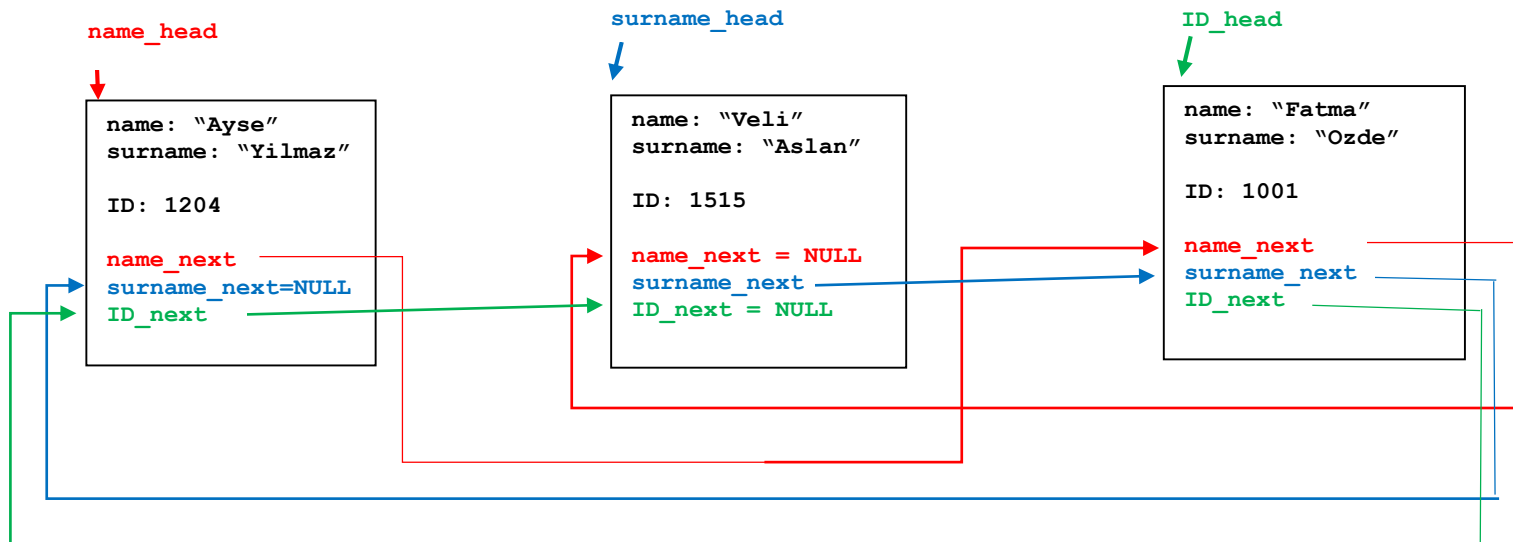 name_head
surname_head
ID_head
name: “Ayse”
surname: “Yilmaz”
ID: 1204
name_next
surname_next=NULL
ID_next
name: “Veli”
surname: “Aslan”
ID: 1515
name_next = NULL
surname_next
ID_next = NULL
name: “Fatma”
surname: “Ozde”
ID: 1001
name_next
surname_next
ID_next